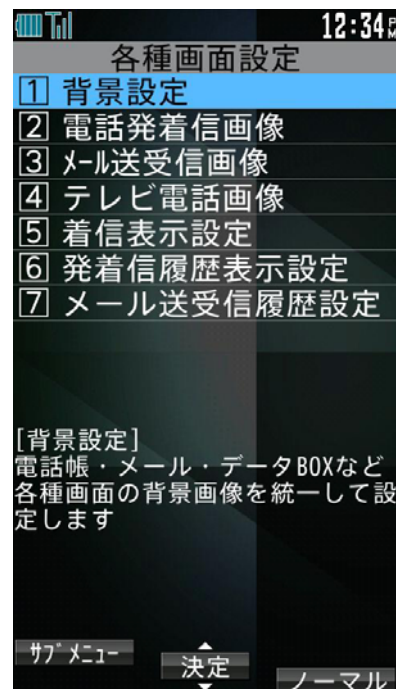 12:34PM
各種画面設定
1 背景設定
2 電話発着信画像
3 ﾒｰﾙ送受信画像
4 テレビ電話画像
5 着信表示設定
6 発着信履歴表示設定
7 メール送受信履歴設定
[背景設定]
電話帳・メール・データBOXなど
各種画面の背景画像を統一して設
定します
ｻﾌﾞﾒﾆｭｰ
決定
ノーマル